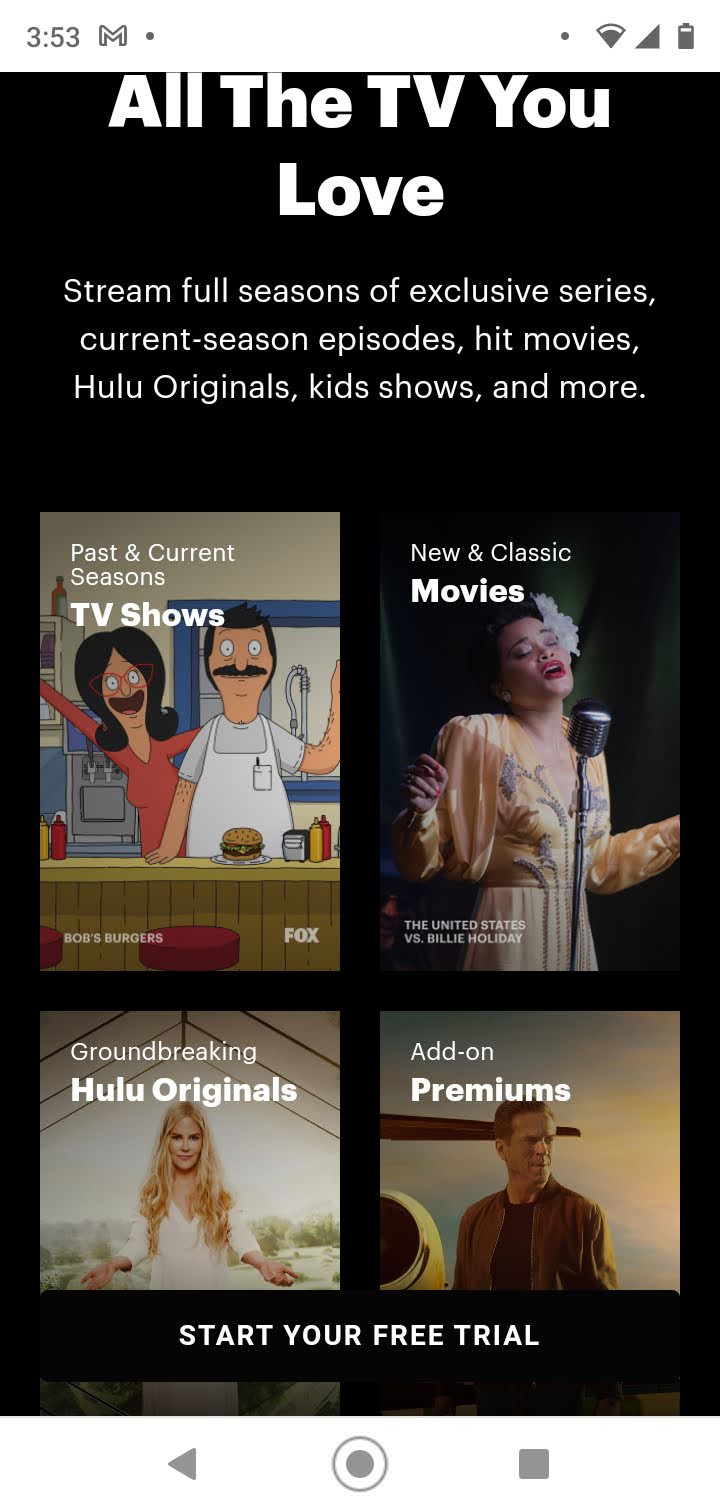 3:53
All The TV You
Love
Stream full seasons of exclusive series,
current-season episodes, hit movies,
Hulu Originals, kids shows, and more.
Past & Current
Seasons
TV Shows
BOB'S BURGERS
FOX
New & Classic
Movies
THE UNITED STATES
VS. BILLIE HOLIDAY
Groundbreaking
Hulu Originals
Add-on
Premiums
START YOUR FREE TRIAL